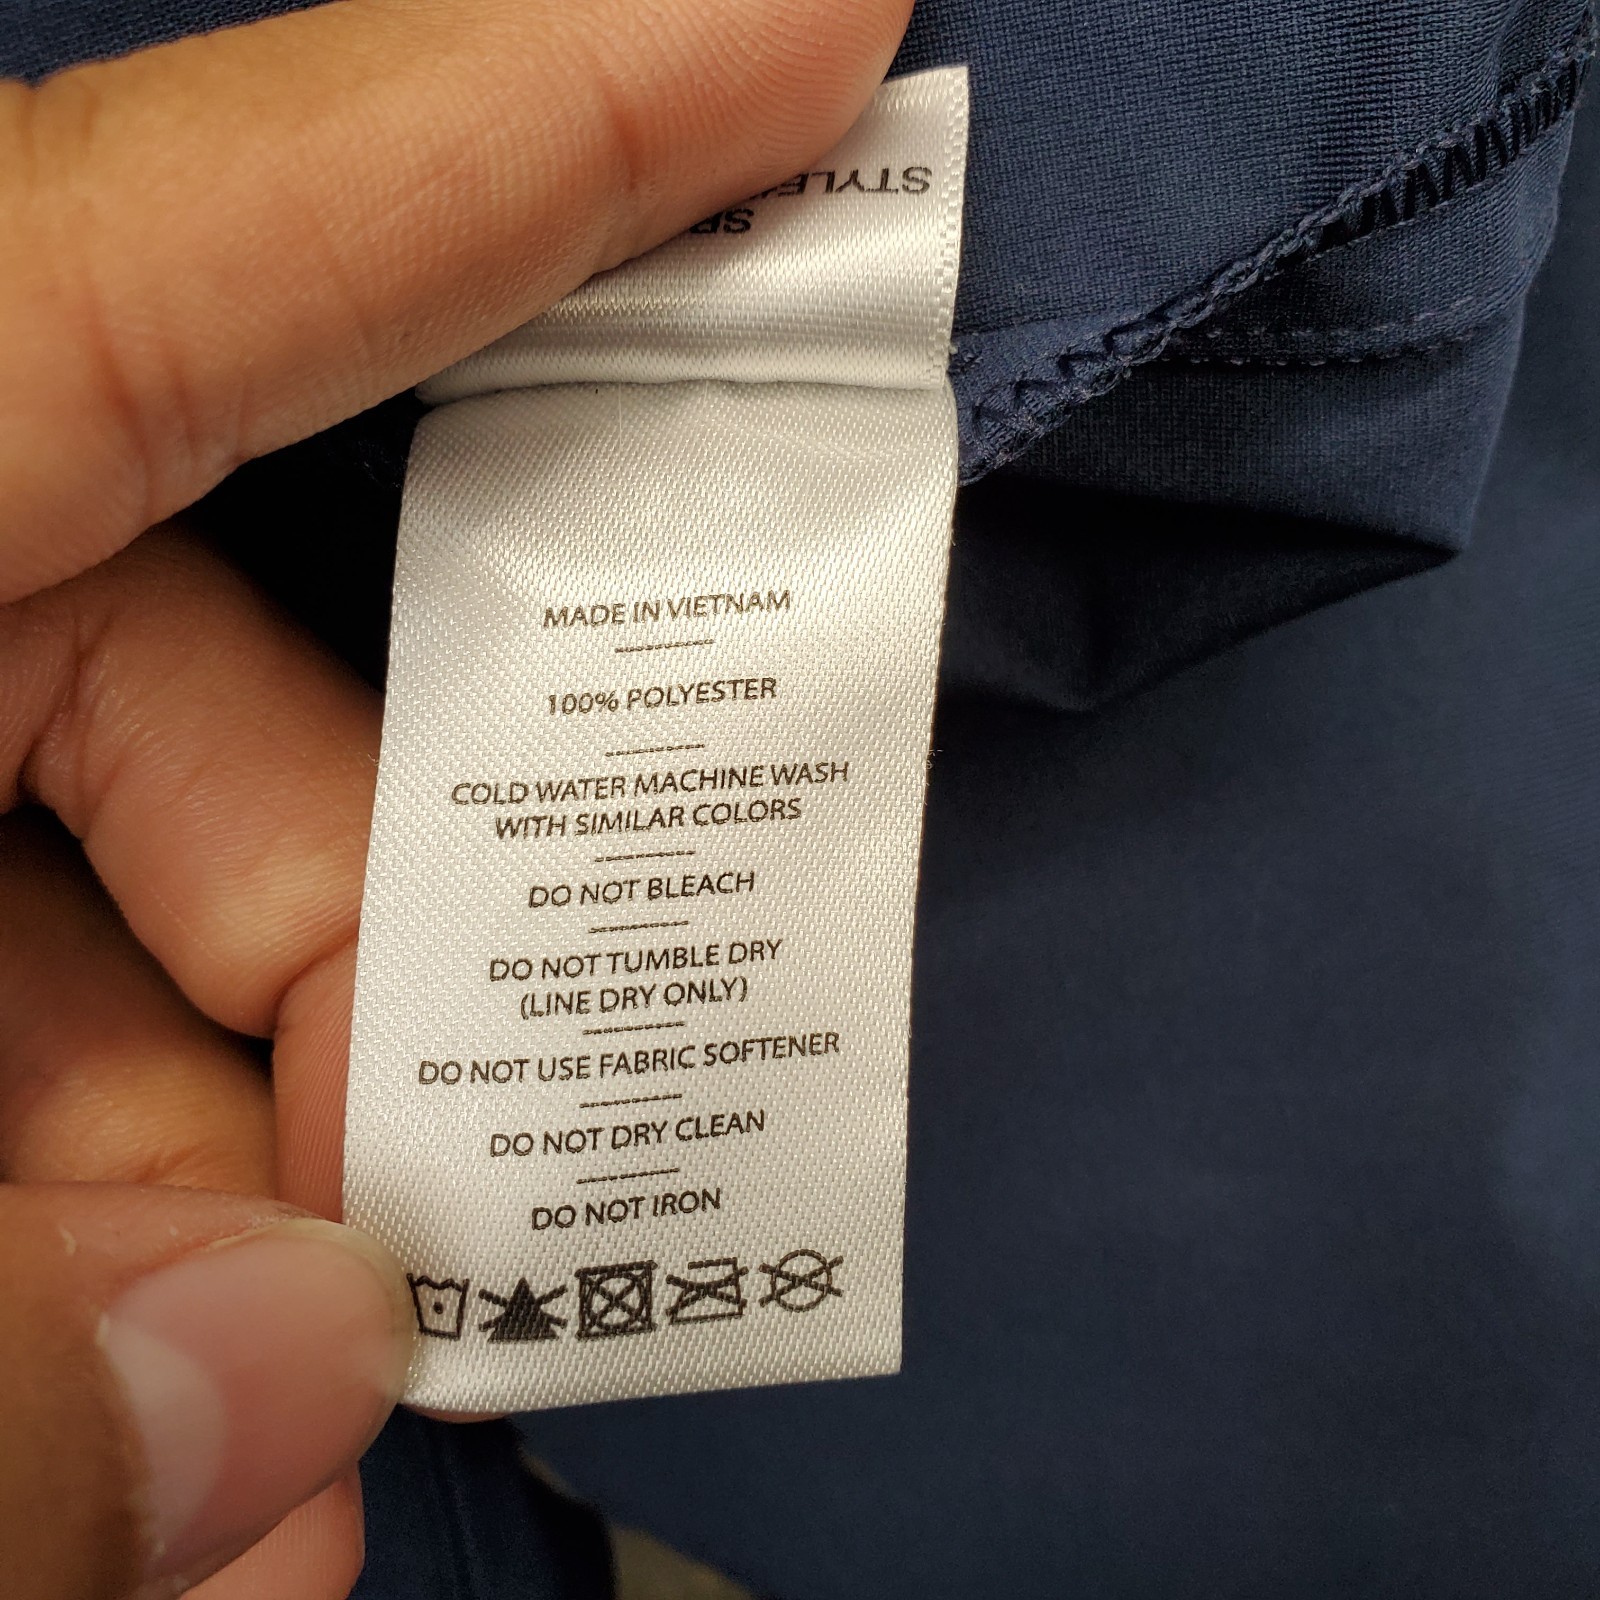 STYLE
MADE IN VIETNAM
----------
100% POLYESTER
----------
COLD WATER MACHINE WASH
WITH SIMILAR COLORS
----------
DO NOT BLEACH
----------
DO NOT TUMBLE DRY
(LINE DRY ONLY)
----------
DO NOT USE FABRIC SOFTENER
----------
DO NOT DRY CLEAN
----------
DO NOT IRON